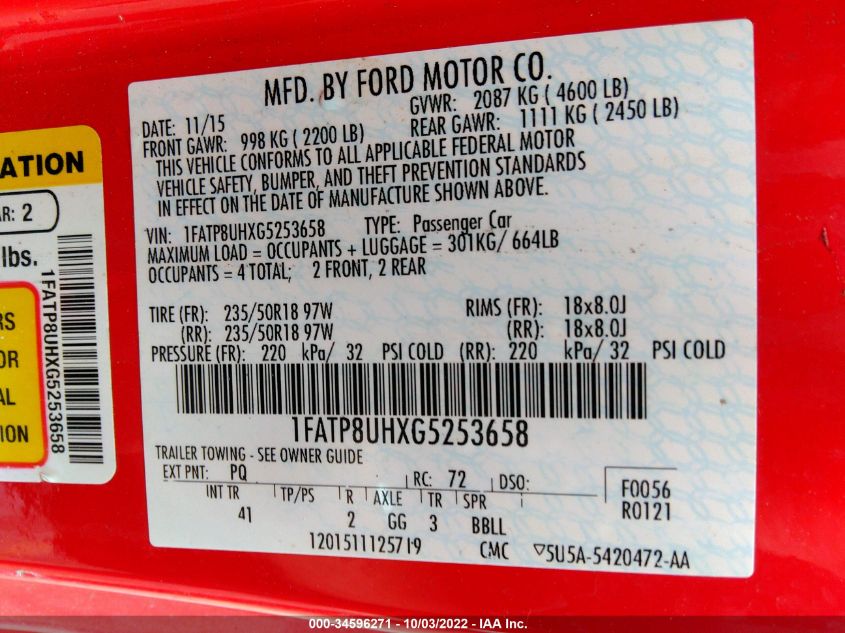 MFD. BY FORD MOTOR CO.
DATE: 11/15 GVWR: 2087 KG ( 4600 LB)
FRONT GAWR: 998 KG ( 2200 LB) REAR GAWR: 1111 KG ( 2450 LB)
THIS VEHICLE CONFORMS TO ALL APPLICABLE FEDERAL MOTOR
VEHICLE SAFETY, BUMPER, AND THEFT PREVENTION STANDARDS
IN EFFECT ON THE DATE OF MANUFACTURE SHOWN ABOVE.
VIN: 1FATP8UHXG5253658 TYPE: Passenger Car
MAXIMUM LOAD = OCCUPANTS + LUGGAGE = 301KG/ 664LB
OCCUPANTS = 4 TOTAL; 2 FRONT, 2 REAR
TIRE (FR): 235/50R18 97W RIMS (FR): 18x8.0J
(RR): 235/50R18 97W (RR): 18x8.0J
PRESSURE (FR): 220 kPa/ 32 PSI COLD (RR): 220 kPa/ 32 PSI COLD
1FATP8UHXG5253658
TRAILER TOWING - SEE OWNER GUIDE
EXT PNT: PQ RC: 72 DSO:
INT TR TP/PS R AXLE TR SPR
41 2 GG 3 BBLL
F0056
R0121
1201511125719 CMC ▽5U5A-5420472-AA
ATION
AR: 2
lbs.
1FATP8UHXG5253658
RS
OR
AL
ION
000-34596271 - 10/03/2022 - IAA Inc.